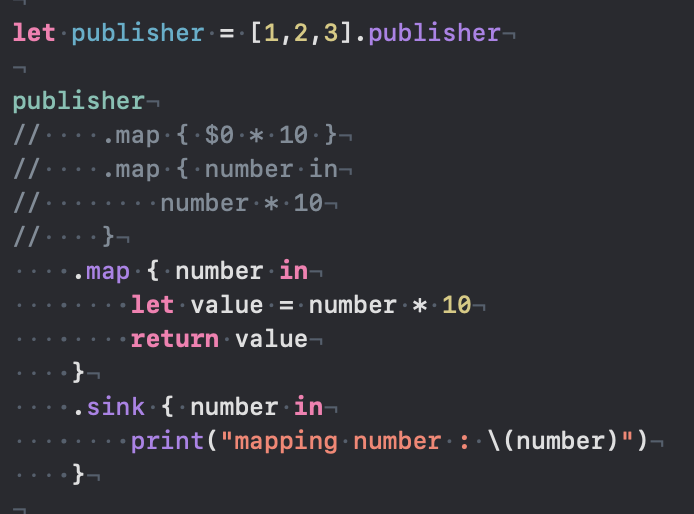 let publisher = [1,2,3].publisher

publisher
//    .map { $0 * 10 }
//    .map { number in
//        number * 10
//    }
    .map { number in
        let value = number * 10
        return value
    }
    .sink { number in
        print("mapping number : \(number)")
    }